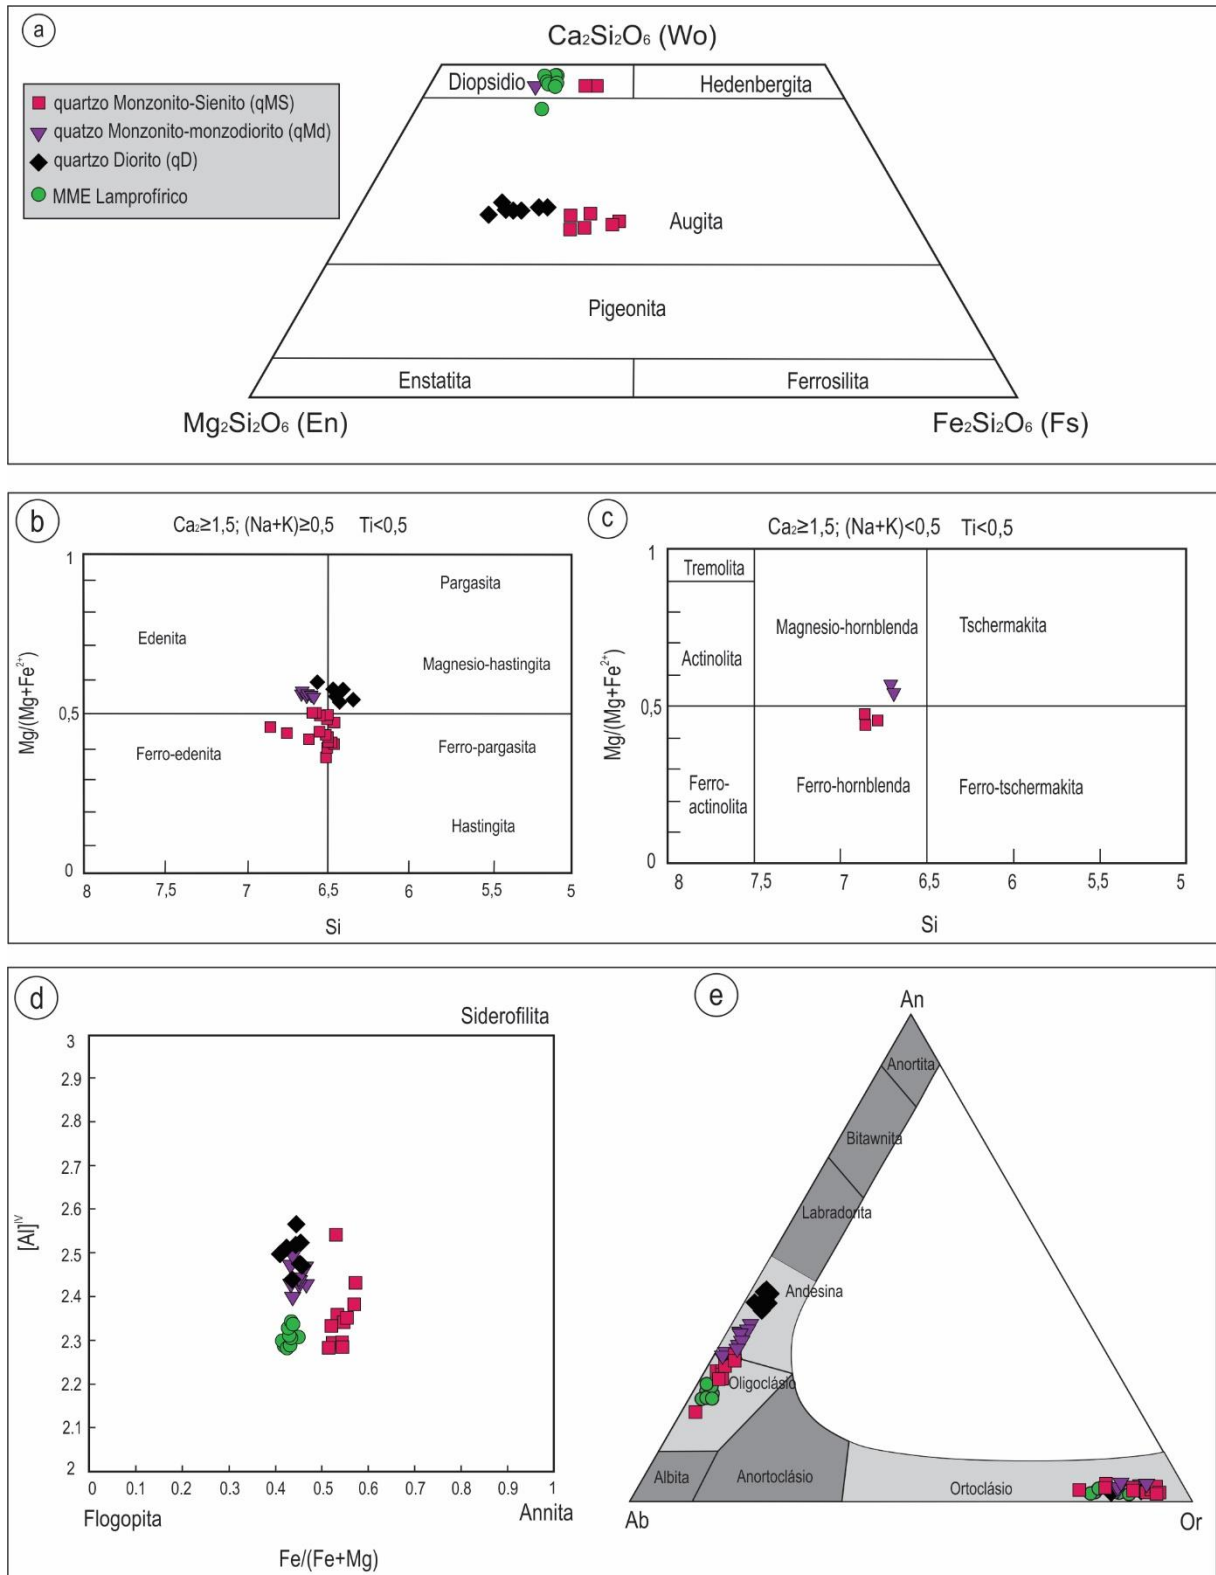 a
Ca₂Si₂O₆ (Wo)
Diopsidio
Hedenbergita
quartzo Monzonito-Sienito (qMS)
quatzo Monzonito-monzodiorito (qMd)
quartzo Diorito (qD)
MME Lamprofírico
Augita
Pigeonita
Enstatita
Ferrosilita
Mg₂Si₂O₆ (En)
Fe₂Si₂O₆ (Fs)
b
Ca₂≥1,5; (Na+K)≥0,5 Ti<0,5
1
Pargasita
Edenita
Magnesio-hastingita
Mg/(Mg+Fe²⁺)
0,5
Ferro-edenita
Ferro-pargasita
Hastingita
0
8 7,5 7 6,5 6 5,5 5
Si
c
Ca₂≥1,5; (Na+K)<0,5 Ti<0,5
1
Tremolita
Magnesio-hornblenda
Tschermakita
Actinolita
Mg/(Mg+Fe²⁺)
0,5
Ferro-
actinolita
Ferro-hornblenda
Ferro-tschermakita
0
8 7,5 7 6,5 6 5,5 5
Si
d
Siderofilita
3
2.9
2.8
2.7
2.6
[Al]ᴵⱽ
2.5
2.4
2.3
2.2
2.1
2
0 0.1 0.2 0.3 0.4 0.5 0.6 0.7 0.8 0.9 1
Flogopita
Annita
Fe/(Fe+Mg)
e
An
Anortita
Bitawnita
Labradorita
Andesina
Oligoclásio
Albita
Anortoclásio
Ortoclásio
Ab
Or